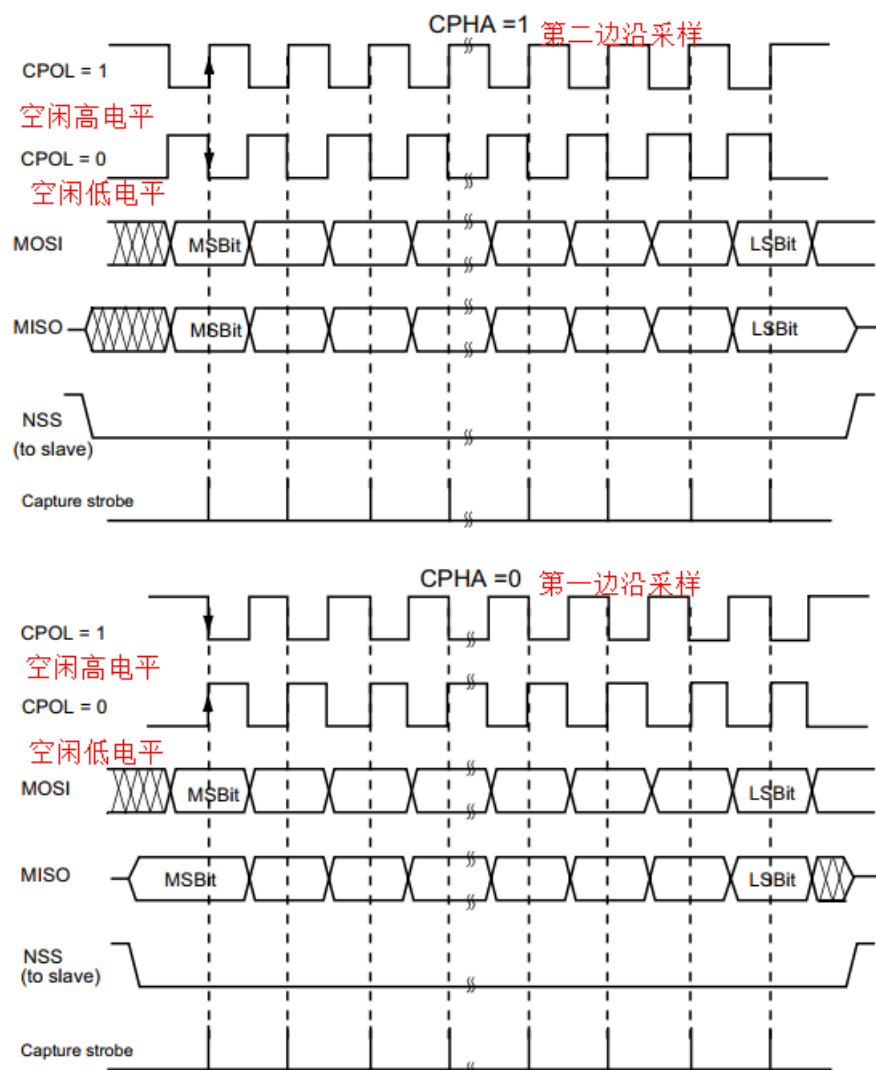 CPHA =1 第二边沿采样
CPOL = 1
空闲高电平
CPOL = 0
空闲低电平
MOSI MSBit LSBit
MISO MSBit LSBit
NSS
(to slave)
Capture strobe
CPHA =0 第一边沿采样
CPOL = 1
空闲高电平
CPOL = 0
空闲低电平
MOSI MSBit LSBit
MISO MSBit LSBit
NSS
(to slave)
Capture strobe